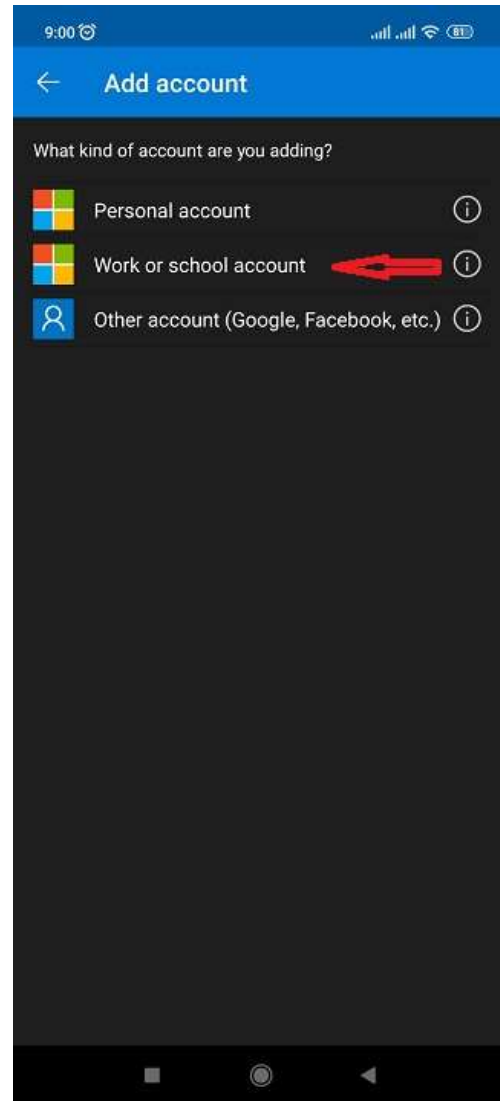 9:00
81
Add account
What kind of account are you adding?
Personal account
Work or school account
Other account (Google, Facebook, etc.)